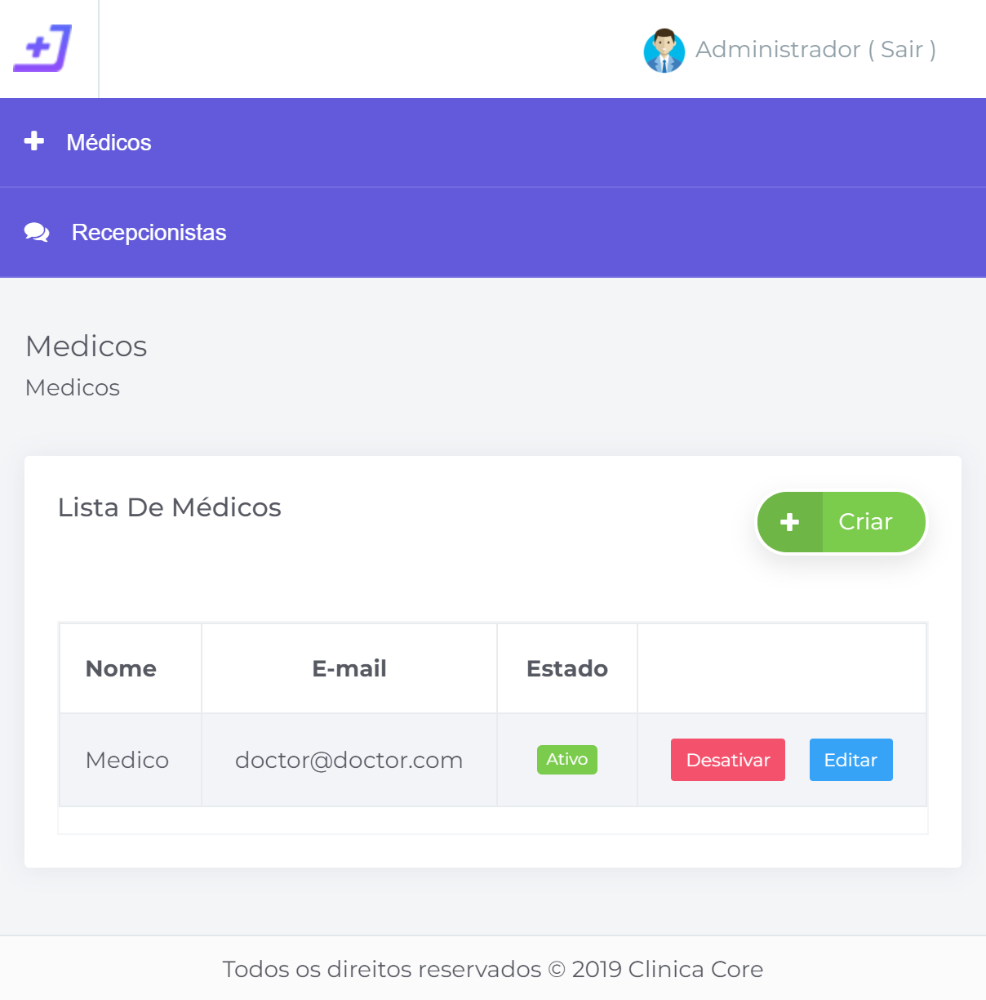 Administrador ( Sair )
Médicos
Recepcionistas
Medicos
Medicos
Lista De Médicos
Criar
Nome E-mail Estado
Medico doctor@doctor.com Ativo Desativar Editar
Todos os direitos reservados © 2019 Clinica Core